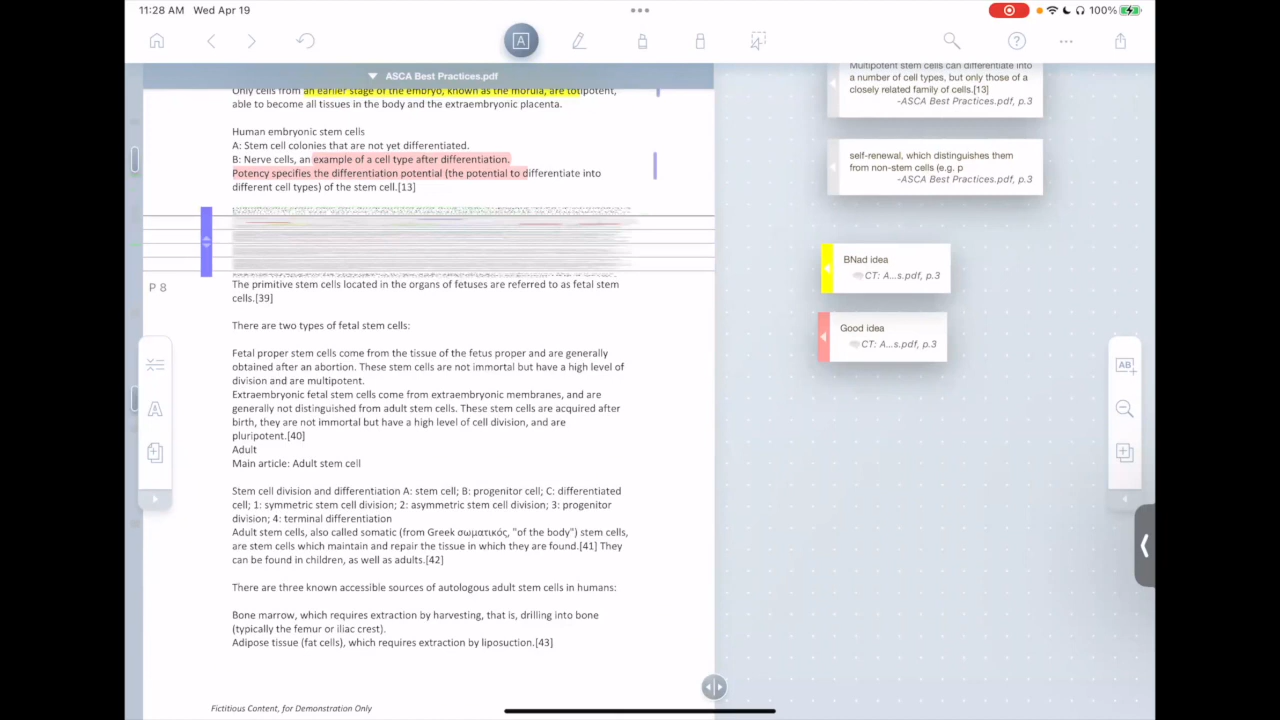 11:28 AM Wed Apr 19
100%
A
ASCA Best Practices.pdf
Only cells from an earlier stage of the embryo, known as the morula, are totipotent,
able to become all tissues in the body and the extraembryonic placenta.
Human embryonic stem cells
A: Stem cell colonies that are not yet differentiated.
B: Nerve cells, an example of a cell type after differentiation.
Potency specifies the differentiation potential (the potential to differentiate into
different cell types) of the stem cell.[13]
P 8
The primitive stem cells located in the organs of fetuses are referred to as fetal stem
cells.[39]
There are two types of fetal stem cells:
Fetal proper stem cells come from the tissue of the fetus proper and are generally
obtained after an abortion. These stem cells are not immortal but have a high level of
division and are multipotent.
Extraembryonic fetal stem cells come from extraembryonic membranes, and are
generally not distinguished from adult stem cells. These stem cells are acquired after
birth, they are not immortal but have a high level of cell division, and are
pluripotent.[40]
Adult
Main article: Adult stem cell
Stem cell division and differentiation A: stem cell; B: progenitor cell; C: differentiated
cell; 1: symmetric stem cell division; 2: asymmetric stem cell division; 3: progenitor
division; 4: terminal differentiation
Adult stem cells, also called somatic (from Greek σωματικός, "of the body") stem cells,
are stem cells which maintain and repair the tissue in which they are found.[41] They
can be found in children, as well as adults.[42]
There are three known accessible sources of autologous adult stem cells in humans:
Bone marrow, which requires extraction by harvesting, that is, drilling into bone
(typically the femur or iliac crest).
Adipose tissue (fat cells), which requires extraction by liposuction.[43]
Fictitious Content, for Demonstration Only
Multipotent stem cells can differentiate into
a number of cell types, but only those of a
closely related family of cells.[13]
-ASCA Best Practices.pdf, p.3
self-renewal, which distinguishes them
from non-stem cells (e.g. p
-ASCA Best Practices.pdf, p.3
BNad idea
CT: A...s.pdf, p.3
Good idea
CT: A...s.pdf, p.3
A
AB